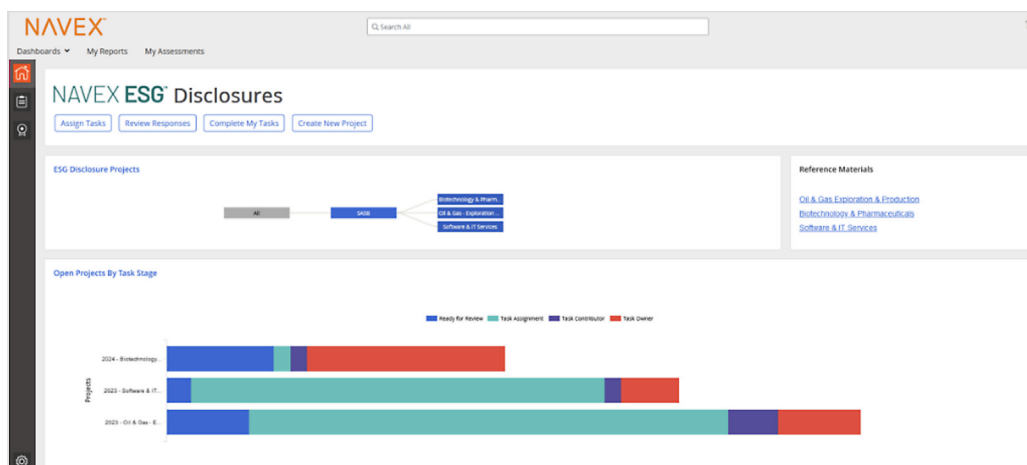 NAVEX
Search All
Dashboards
My Reports
My Assessments
NAVEX ESG™ Disclosures
Assign Tasks
Review Responses
Complete My Tasks
Create New Project
ESG Disclosure Projects
All
SASB
Biotechnology & Pharm...
Oil & Gas - Exploration ...
Software & IT Services
Reference Materials
Oil & Gas Exploration & Production
Biotechnology & Pharmaceuticals
Software & IT Services
Open Projects By Task Stage
Ready for Review
Task Assignment
Task Contributor
Task Owner
Projects
2024 - Biotechnology...
2023 - Software & IT...
2023 - Oil & Gas - E...